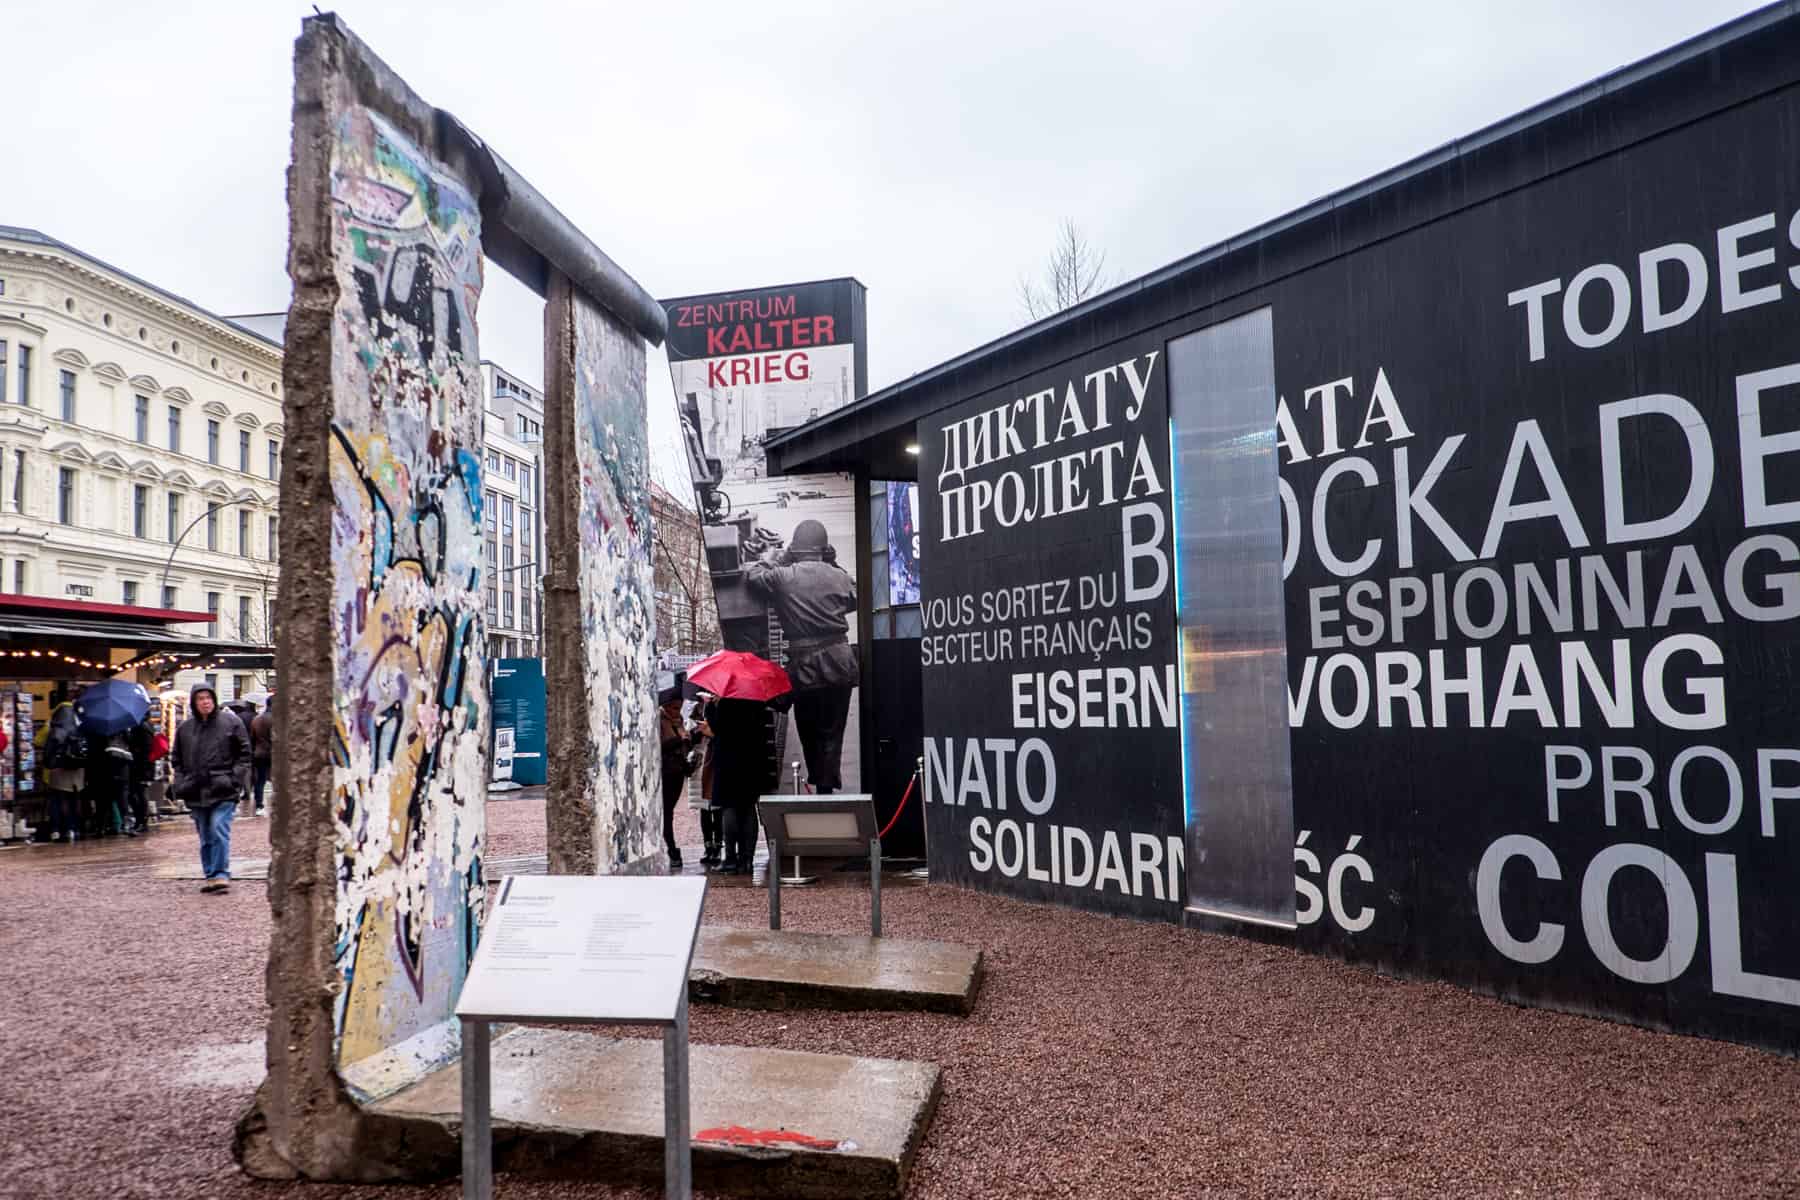 ZENTRUM
KALTER
KRIEG
TODES
ДИКТАТУ АТА
ПРОЛЕТА
B OCKADE
VOUS SORTEZ DU
SECTEUR FRANÇAIS
ESPIONNAG
EISERN VORHANG
NATO
PROP
SOLIDARN ŚĆ
COL